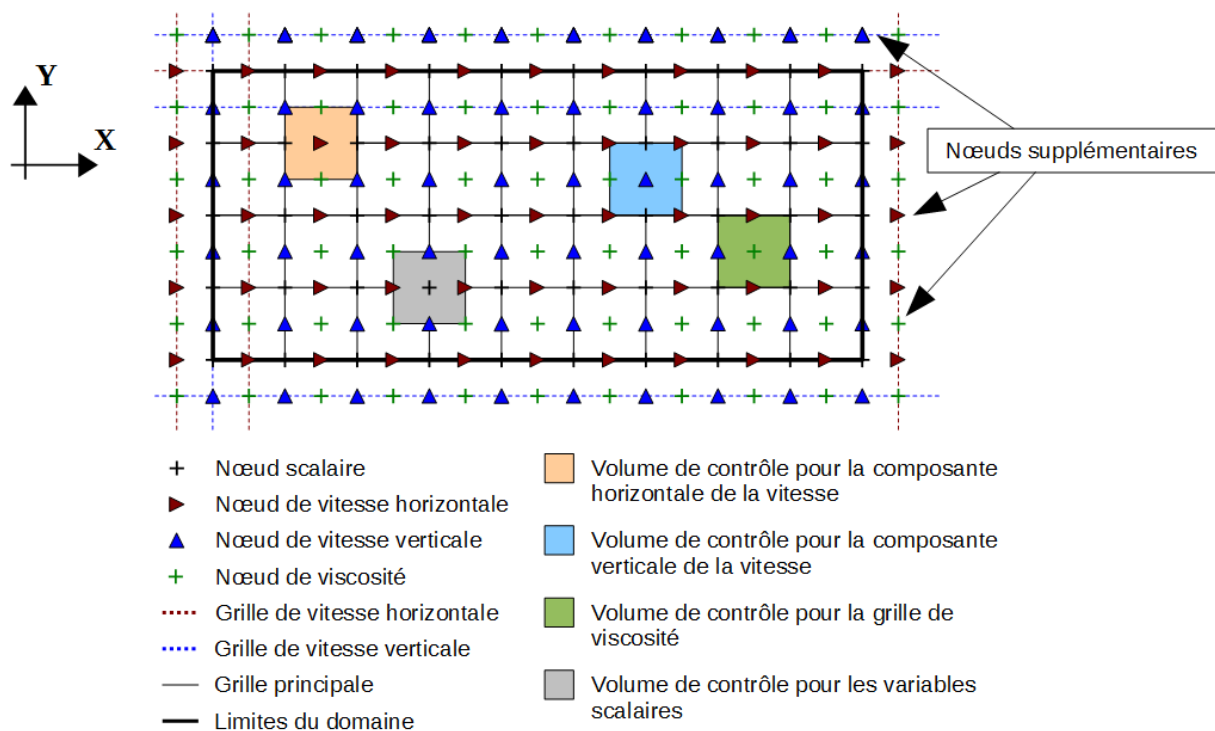 Y
X
Nœuds supplémentaires
Nœud scalaire
Nœud de vitesse horizontale
Nœud de vitesse verticale
Nœud de viscosité
Grille de vitesse horizontale
Grille de vitesse verticale
Grille principale
Limites du domaine
Volume de contrôle pour la composante
horizontale de la vitesse
Volume de contrôle pour la composante
verticale de la vitesse
Volume de contrôle pour la grille de
viscosité
Volume de contrôle pour les variables
scalaires